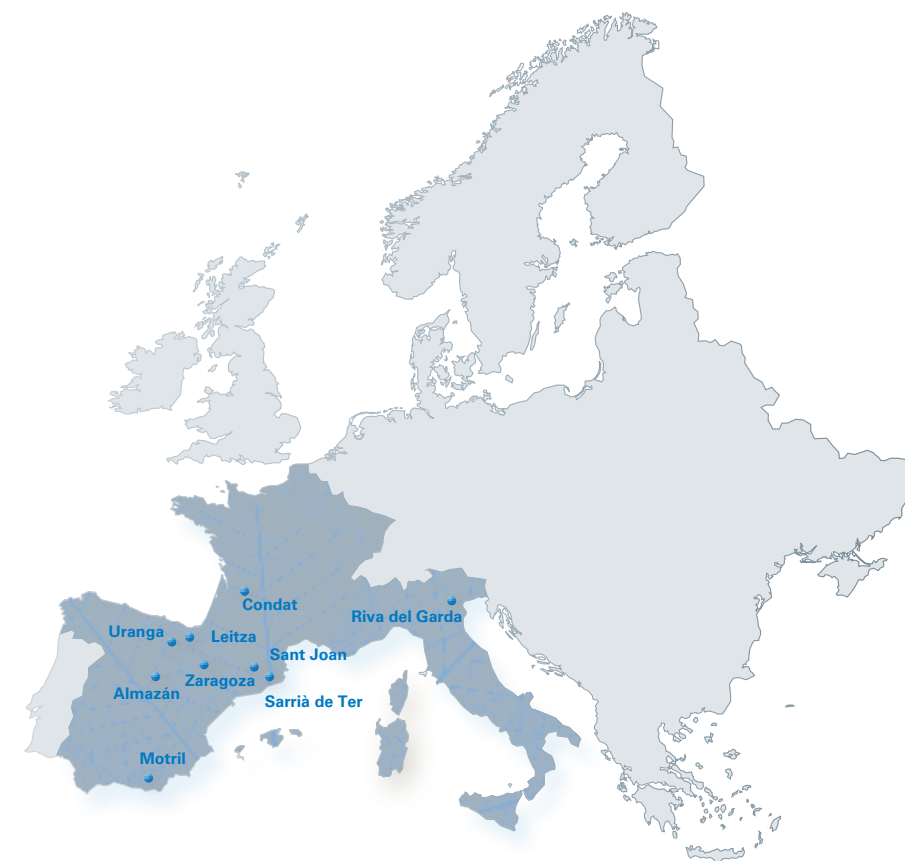 Condat
Riva del Garda
Uranga
Leitza
Sant Joan
Zaragoza
Almazán
Sarrià de Ter
Motril